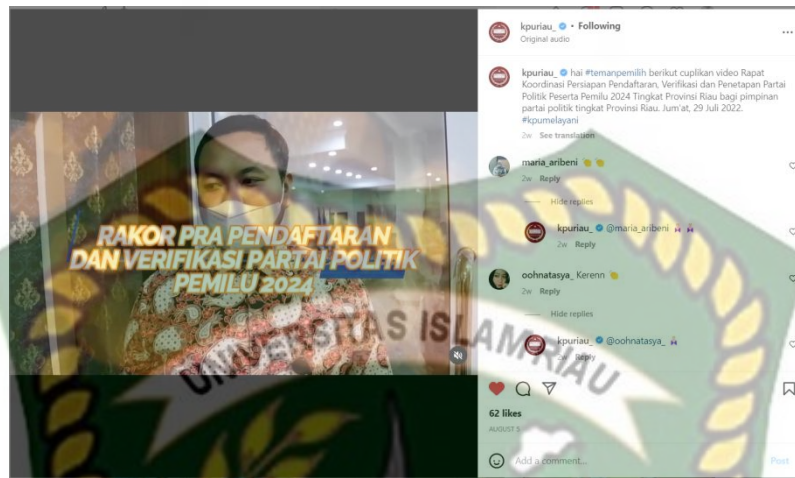 kpuriau_ • Following
Original audio
kpuriau_ hai #temanpemilih berikut cuplikan video Rapat
Koordinasi Persiapan Pendaftaran, Verifikasi dan Penetapan Partai
Politik Peserta Pemilu 2024 Tingkat Provinsi Riau bagi pimpinan
partai politik tingkat Provinsi Riau. Jum'at, 29 Juli 2022.
#kpumelayani
2w See translation
maria_aribeni
2w Reply
Hide replies
kpuriau_ @maria_aribeni
2w Reply
oohnatasya_ Kerenn
2w Reply
Hide replies
kpuriau_ @oohnatasya_
2w Reply
62 likes
AUGUST 5
Add a comment...
Post
RAKOR PRA PENDAFTARAN
DAN VERIFIKASI PARTAI POLITIK
PEMILU 2024
UNIVERSITAS ISLAM RIAU